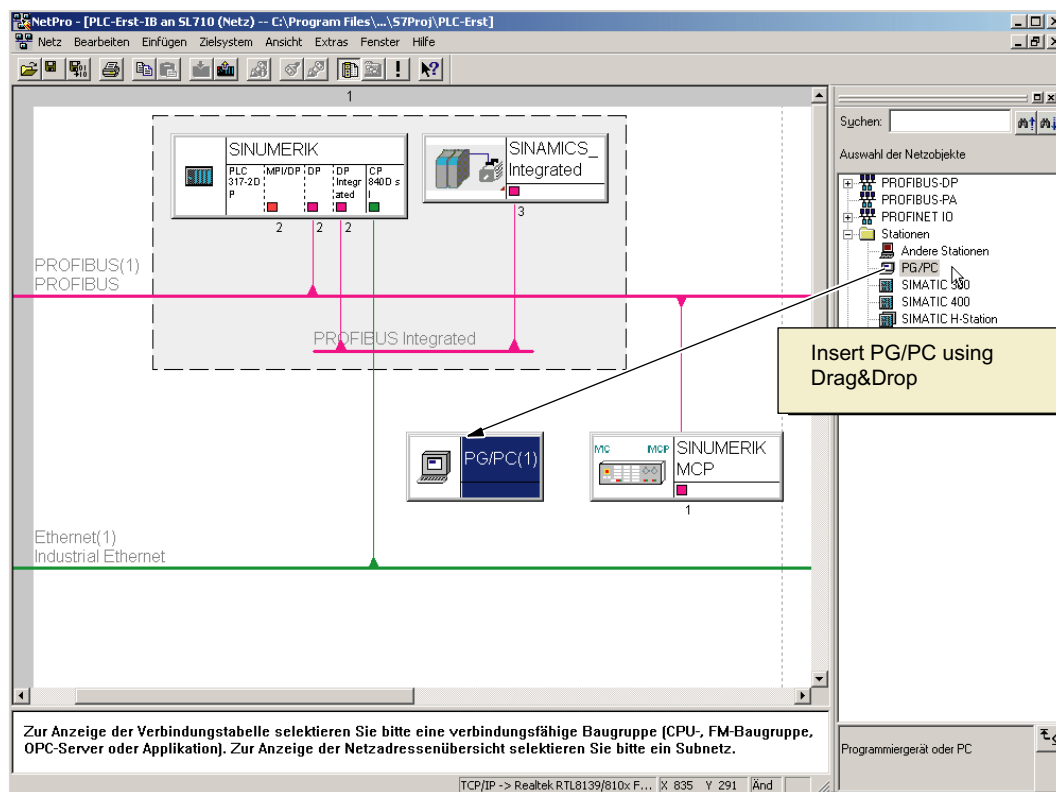 NetPro - [PLC-Erst-IB an SL710 (Netz) -- C:\Program Files\...\S7Proj\PLC-Erst]
Netz Bearbeiten Einfügen Zielsystem Ansicht Extras Fenster Hilfe
1
SINUMERIK
PLC 317-2D P
MPI/DP
DP
DP Integr ated
CP 840D s l
2 2 2
SINAMICS_
Integrated
3
PROFIBUS(1)
PROFIBUS
PROFIBUS Integrated
PG/PC(1)
MC MCP
SINUMERIK
MCP
1
Ethernet(1)
Industrial Ethernet
Suchen:
Auswahl der Netzobjekte
PROFIBUS-DP
PROFIBUS-PA
PROFINET IO
Stationen
Andere Stationen
PG/PC
SIMATIC 300
SIMATIC 400
SIMATIC H-Station
Insert PG/PC using
Drag&Drop
Zur Anzeige der Verbindungstabelle selektieren Sie bitte eine verbindungsfähige Baugruppe (CPU-, FM-Baugruppe,
OPC-Server oder Applikation). Zur Anzeige der Netzadressenübersicht selektieren Sie bitte ein Subnetz.
Programmiergerät oder PC
TCP/IP -> Realtek RTL8139/810x F... X 835 Y 291 Änd